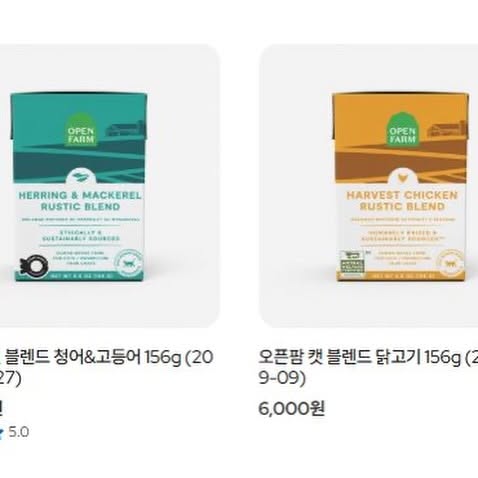 OPEN
FARM
HERRING & MACKEREL
RUSTIC BLEND
ETHICALLY &
SUSTAINABLY SOURCED
블렌드 청어&고등어 156g (20
27)
5.0
OPEN
FARM
HARVEST CHICKEN
RUSTIC BLEND
HUMANELY RAISED &
SUSTAINABLY SOURCED™
오픈팜 캣 블렌드 닭고기 156g (2
9-09)
6,000원